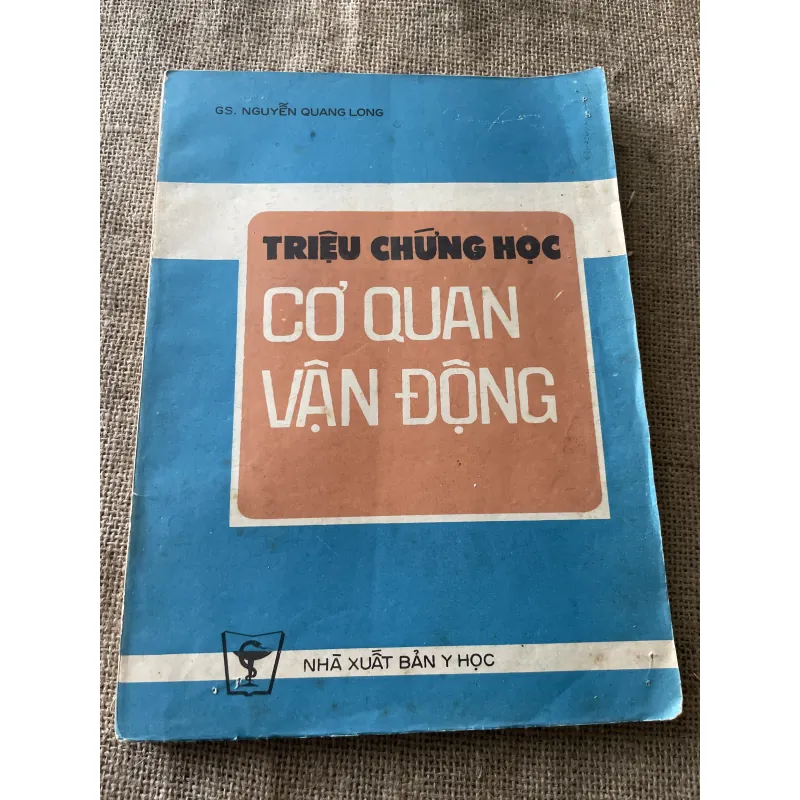 GS. NGUYỄN QUANG LONG
TRIỆU CHỨNG HỌC
CƠ QUAN
VẬN ĐỘNG
NHÀ XUẤT BẢN Y HỌC